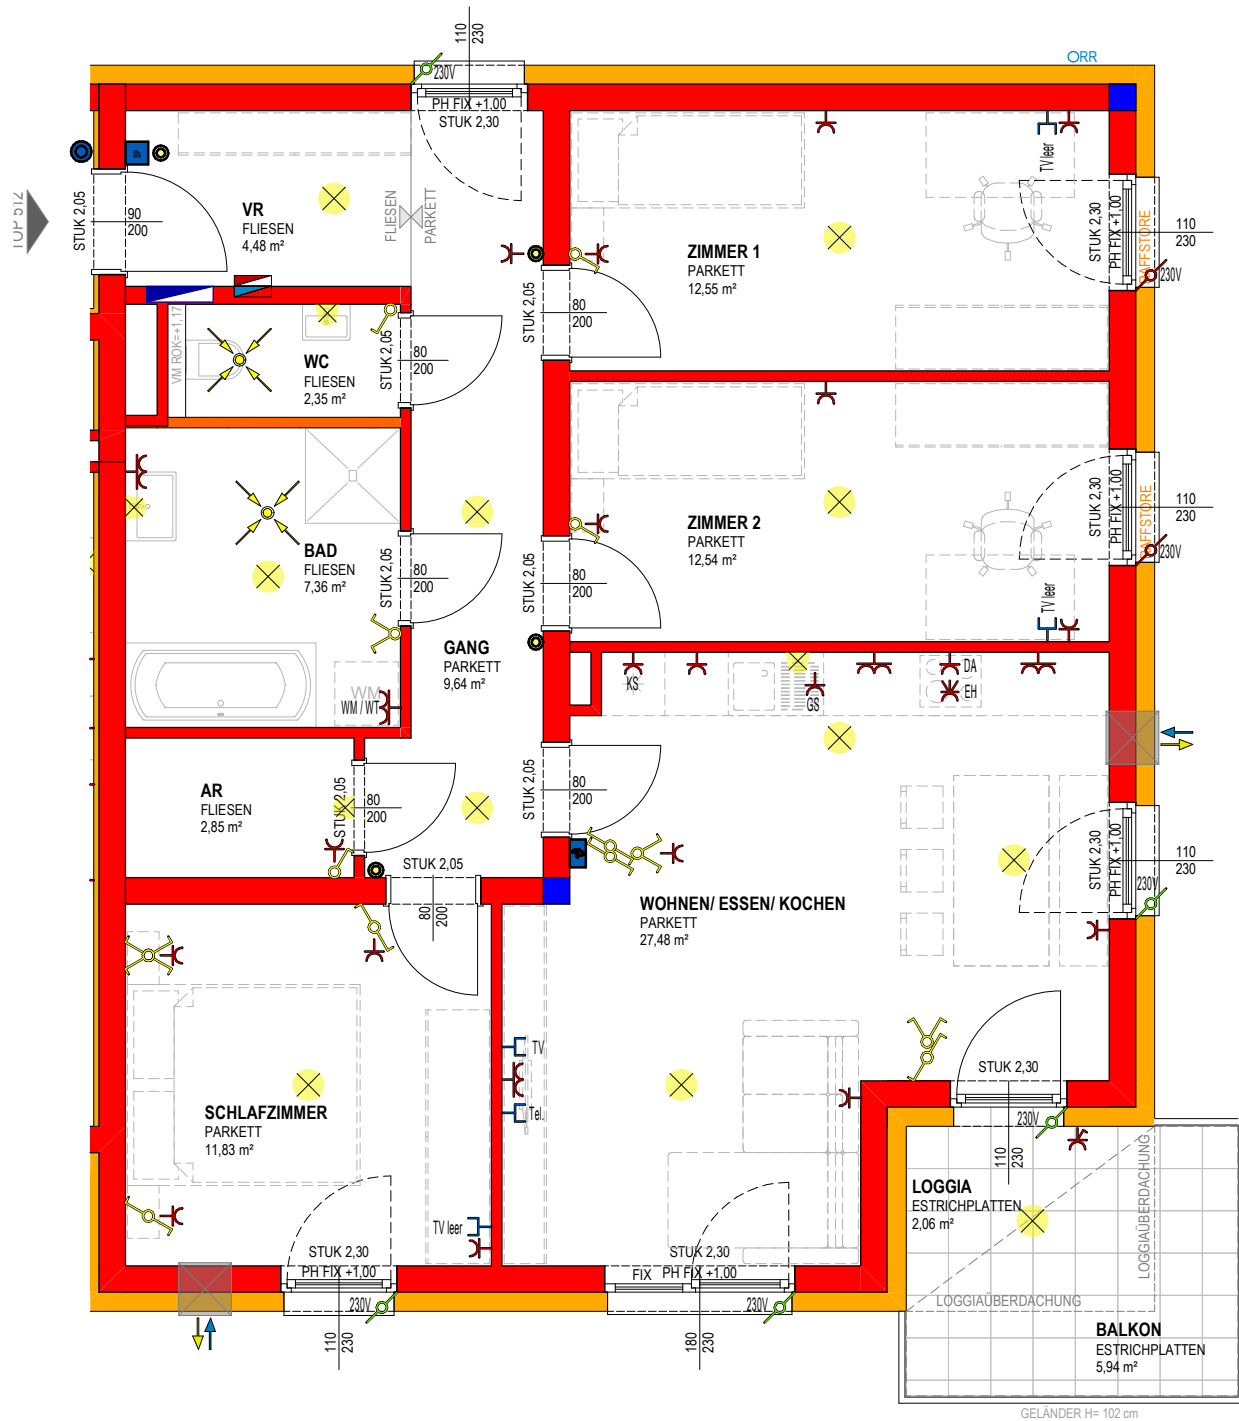 110
230
ORR
230V
PH FIX +1,00
STUK 2,30
TOP 512
STUK 2,05
90
200
VR
FLIESEN
4,48 m²
FLIESEN
PARKETT
TV leer
ZIMMER 1
PARKETT
12,55 m²
STUK 2,30
PH FIX +1,00
RAFFSTORE
110
230
230V
STUK 2,05
80
200
VM ROK=+1,17
WC
FLIESEN
2,35 m²
STUK 2,05
80
200
ZIMMER 2
PARKETT
12,54 m²
STUK 2,30
PH FIX +1,00
RAFFSTORE
110
230
230V
TV leer
BAD
FLIESEN
7,36 m²
STUK 2,05
80
200
STUK 2,05
80
200
GANG
PARKETT
9,64 m²
WM
WM / WT
KS
GS
DA
EH
AR
FLIESEN
2,85 m²
STUK 2,05
80
200
STUK 2,05
80
200
STUK 2,05
80
200
WOHNEN/ ESSEN/ KOCHEN
PARKETT
27,48 m²
STUK 2,30
PH FIX +1,00
110
230
230V
TV
Tel.
SCHLAFZIMMER
PARKETT
11,83 m²
TV leer
STUK 2,30
PH FIX +1,00
230V
110
230
STUK 2,30
FIX
PH FIX +1,00
230V
180
230
STUK 2,30
230V
110
230
LOGGIA
ESTRICHPLATTEN
2,06 m²
LOGGIAÜBERDACHUNG
LOGGIAÜBERDACHUNG
BALKON
ESTRICHPLATTEN
5,94 m²
GELÄNDER H= 102 cm